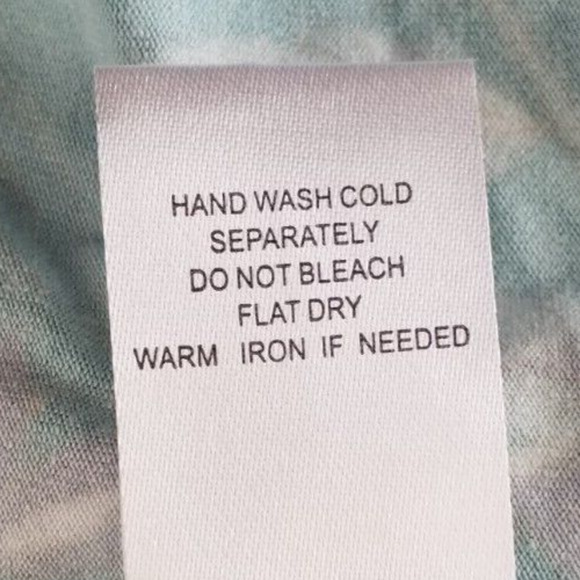 HAND WASH COLD
SEPARATELY
DO NOT BLEACH
FLAT DRY
WARM IRON IF NEEDED